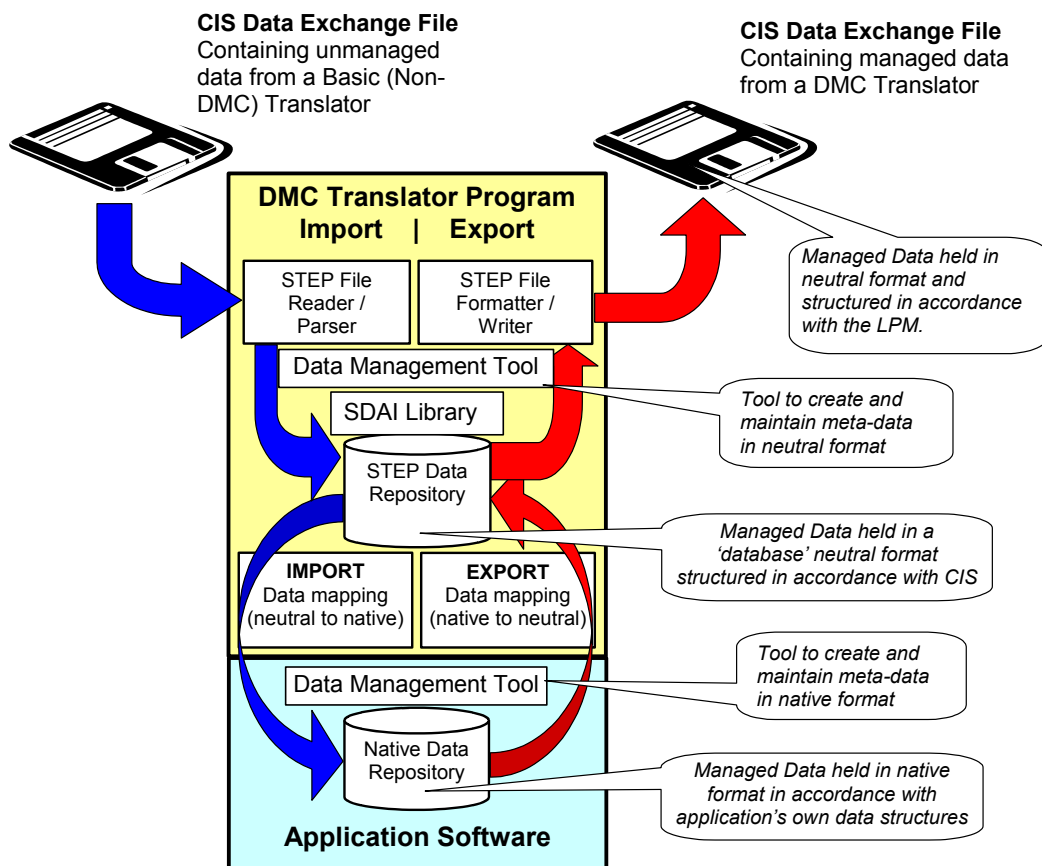 CIS Data Exchange File
Containing unmanaged
data from a Basic (Non-
DMC) Translator
CIS Data Exchange File
Containing managed data
from a DMC Translator
DMC Translator Program
Import | Export
STEP File
Reader /
Parser
STEP File
Formatter /
Writer
Managed Data held in
neutral format and
structured in accordance
with the LPM.
Data Management Tool
Tool to create and
maintain meta-data
in neutral format
SDAI Library
STEP Data
Repository
Managed Data held in a
‘database’ neutral format
structured in accordance with CIS
IMPORT
Data mapping
(neutral to native)
EXPORT
Data mapping
(native to neutral)
Data Management Tool
Tool to create and
maintain meta-data
in native format
Native Data
Repository
Managed Data held in native
format in accordance with
application’s own data structures
Application Software